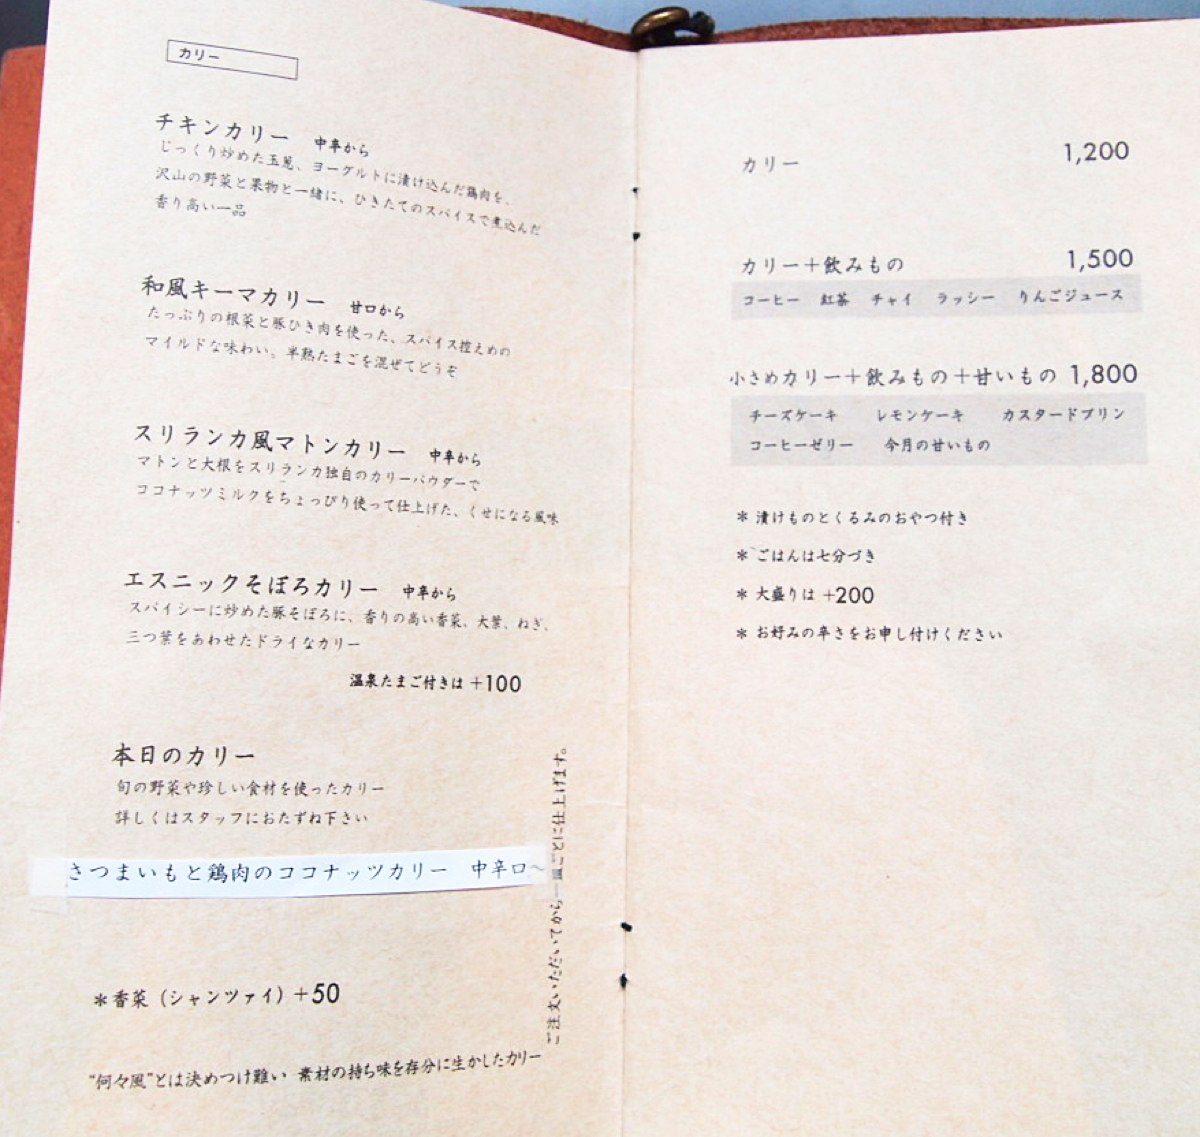 カリー
チキンカリー 中辛から
じっくり炒めた玉葱、ヨーグルトに漬け込んだ鶏肉を、
沢山の野菜と果物と一緒に、ひきたてのスパイスで煮込んだ
香り高い一品
和風キーマカリー 甘口から
たっぷりの根菜と豚ひき肉を使った、スパイス控えめの
マイルドな味わい。半熟たまごを混ぜてどうぞ
スリランカ風マトンカリー 中辛から
マトンと大根をスリランカ独自のカリーパウダーで
ココナッツミルクをちょっぴり使って仕上げた、くせになる風味
エスニックそぼろカリー 中辛から
スパイシーに炒めた豚そぼろに、香りの高い香菜、大葉、ねぎ、
三つ葉をあわせたドライなカリー
温泉たまご付きは +100
本日のカリー
旬の野菜や珍しい食材を使ったカリー
詳しくはスタッフにおたずね下さい
さつまいもと鶏肉のココナッツカリー 中辛口〜
＊香菜（シャンツァイ）+50
"何々風"とは決めつけ難い 素材の持ち味を存分に生かしたカリー
ご注文いただいてから一皿ごとに仕上げます。
カリー 1,200
カリー＋飲みもの 1,500
コーヒー 紅茶 チャイ ラッシー りんごジュース
小さめカリー＋飲みもの＋甘いもの 1,800
チーズケーキ レモンケーキ カスタードプリン
コーヒーゼリー 今月の甘いもの
＊ 漬けものとくるみのおやつ付き
＊ ごはんは七分づき
＊ 大盛りは +200
＊ お好みの辛さをお申し付けください